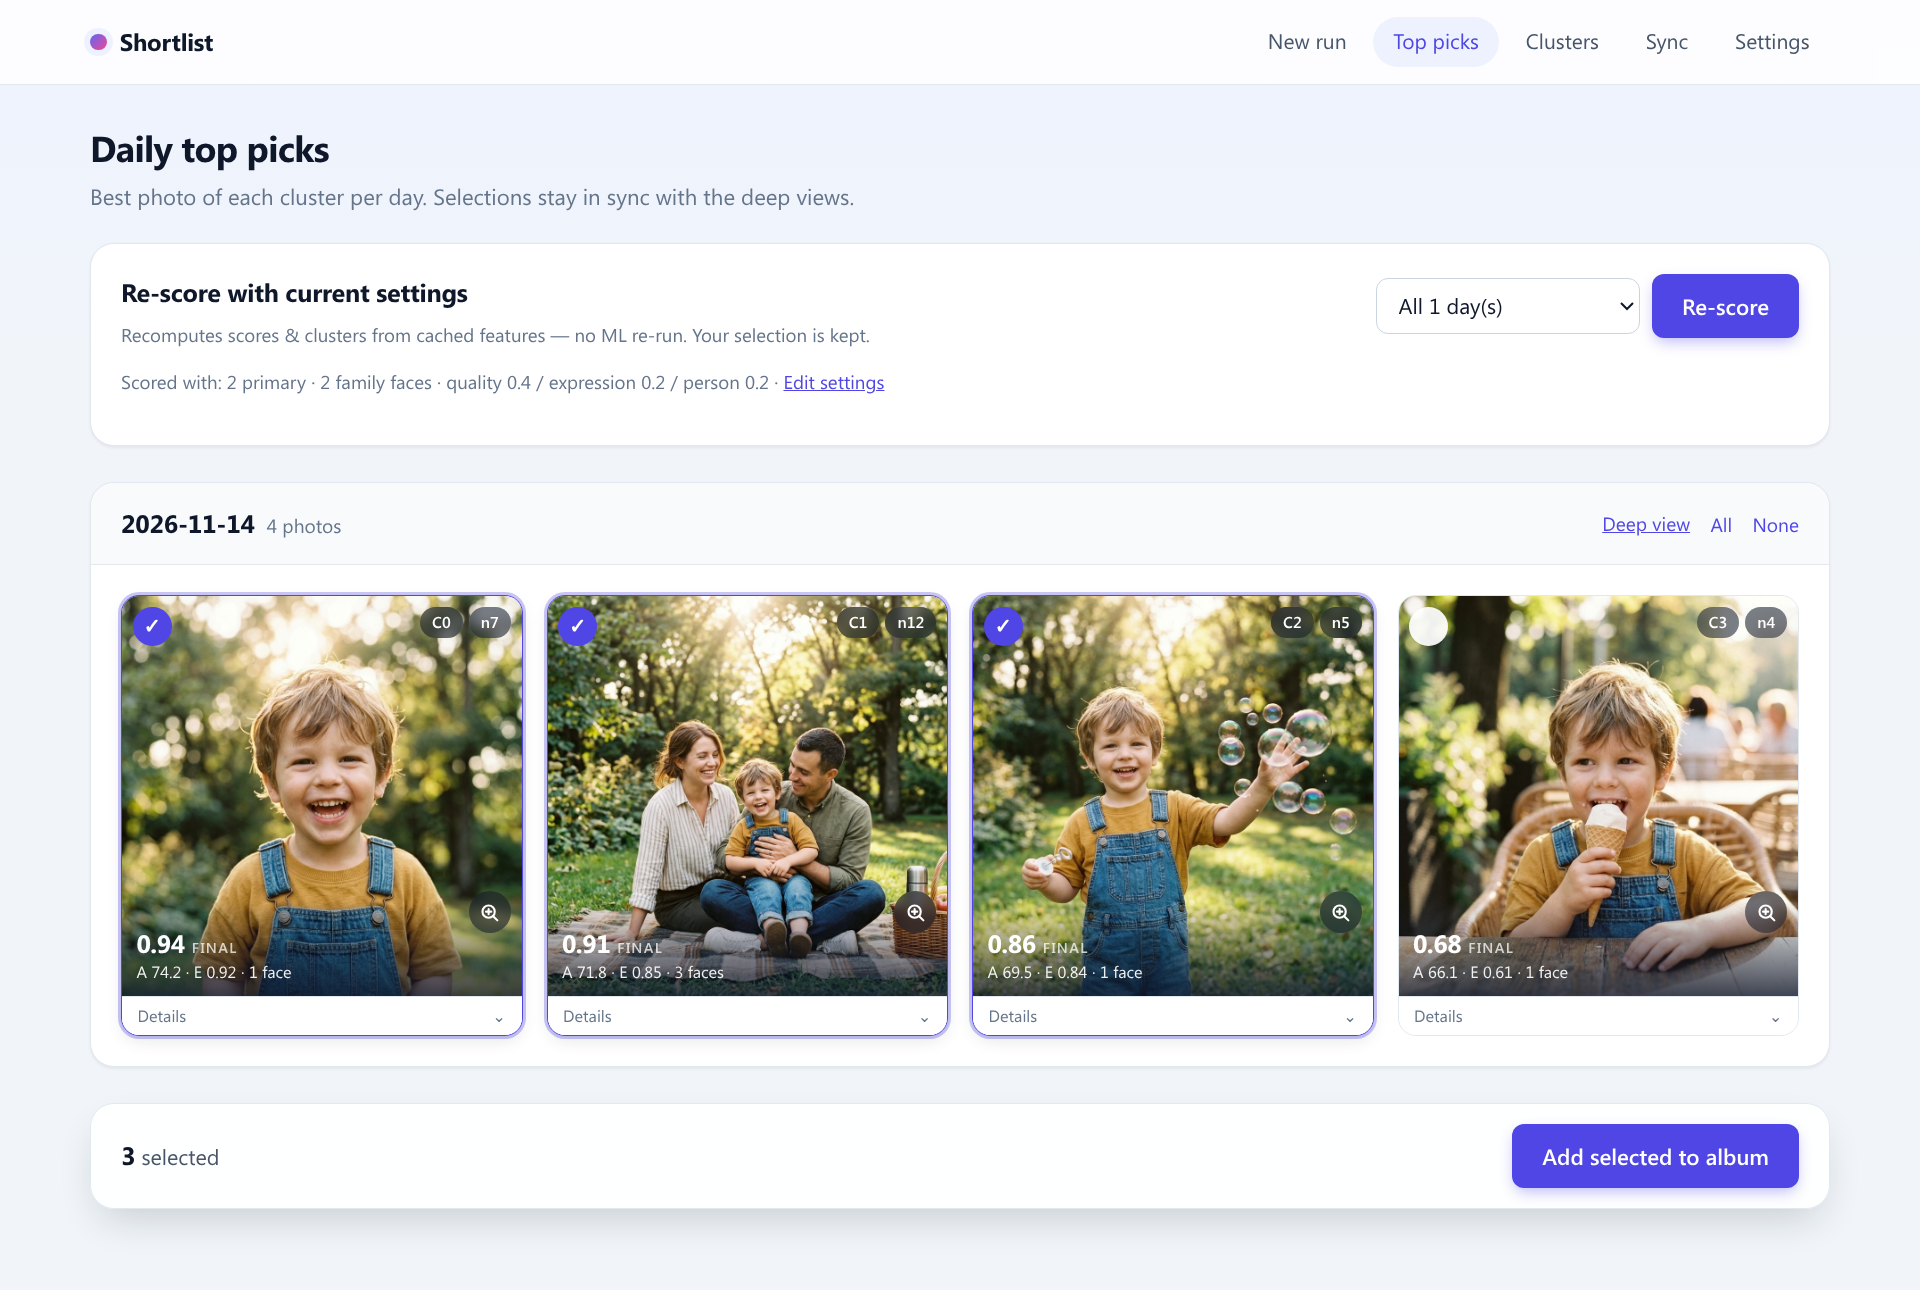 Shortlist
New run
Top picks
Clusters
Sync
Settings
Daily top picks
Best photo of each cluster per day. Selections stay in sync with the deep views.
Re-score with current settings
Recomputes scores & clusters from cached features — no ML re-run. Your selection is kept.
Scored with: 2 primary · 2 family faces · quality 0.4 / expression 0.2 / person 0.2 · Edit settings
All 1 day(s)
Re-score
2026-11-14 4 photos
Deep view
All
None
C0 n7
0.94 FINAL
A 74.2 · E 0.92 · 1 face
Details
C1 n12
0.91 FINAL
A 71.8 · E 0.85 · 3 faces
Details
C2 n5
0.86 FINAL
A 69.5 · E 0.84 · 1 face
Details
C3 n4
0.68 FINAL
A 66.1 · E 0.61 · 1 face
Details
3 selected
Add selected to album